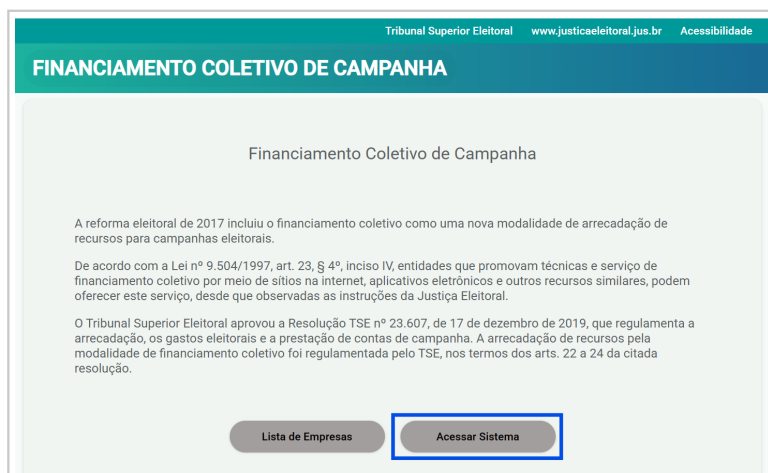 Tribunal Superior Eleitoral www.justicaeleitoral.jus.br Acessibilidade
FINANCIAMENTO COLETIVO DE CAMPANHA
Financiamento Coletivo de Campanha
A reforma eleitoral de 2017 incluiu o financiamento coletivo como uma nova modalidade de arrecadação de
recursos para campanhas eleitorais.
De acordo com a Lei nº 9.504/1997, art. 23, § 4º, inciso IV, entidades que promovam técnicas e serviço de
financiamento coletivo por meio de sítios na internet, aplicativos eletrônicos e outros recursos similares, podem
oferecer este serviço, desde que observadas as instruções da Justiça Eleitoral.
O Tribunal Superior Eleitoral aprovou a Resolução TSE nº 23.607, de 17 de dezembro de 2019, que regulamenta a
arrecadação, os gastos eleitorais e a prestação de contas de campanha. A arrecadação de recursos pela
modalidade de financiamento coletivo foi regulamentada pelo TSE, nos termos dos arts. 22 a 24 da citada
resolução.
Lista de Empresas Acessar Sistema